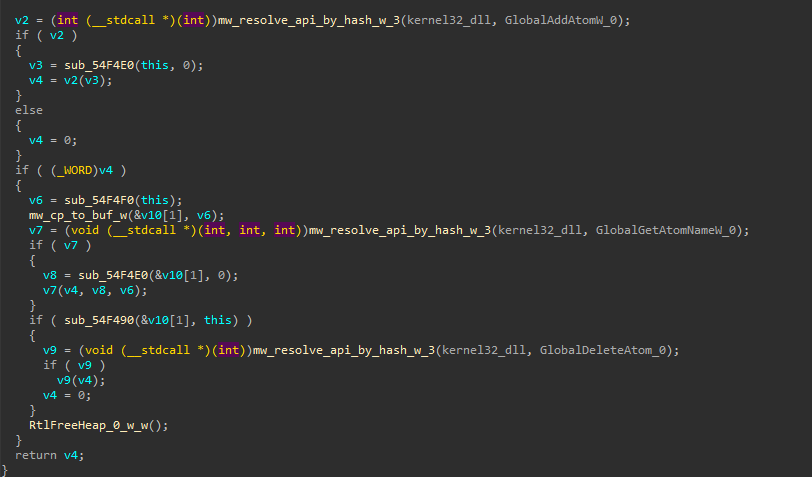 v2 = (int (__stdcall *)(int))mw_resolve_api_by_hash_w_3(kernel32_dll, GlobalAddAtomW_0);
if ( v2 )
{
v3 = sub_54F4E0(this, 0);
v4 = v2(v3);
}
else
{
v4 = 0;
}
if ( (_WORD)v4 )
{
v6 = sub_54F4F0(this);
mw_cp_to_buf_w(&v10[1], v6);
v7 = (void (__stdcall *)(int, int, int))mw_resolve_api_by_hash_w_3(kernel32_dll, GlobalGetAtomNameW_0);
if ( v7 )
{
v8 = sub_54F4E0(&v10[1], 0);
v7(v4, v8, v6);
}
if ( sub_54F490(&v10[1], this) )
{
v9 = (void (__stdcall *)(int))mw_resolve_api_by_hash_w_3(kernel32_dll, GlobalDeleteAtom_0);
if ( v9 )
v9(v4);
v4 = 0;
}
RtlFreeHeap_0_w_w();
}
return v4;
}